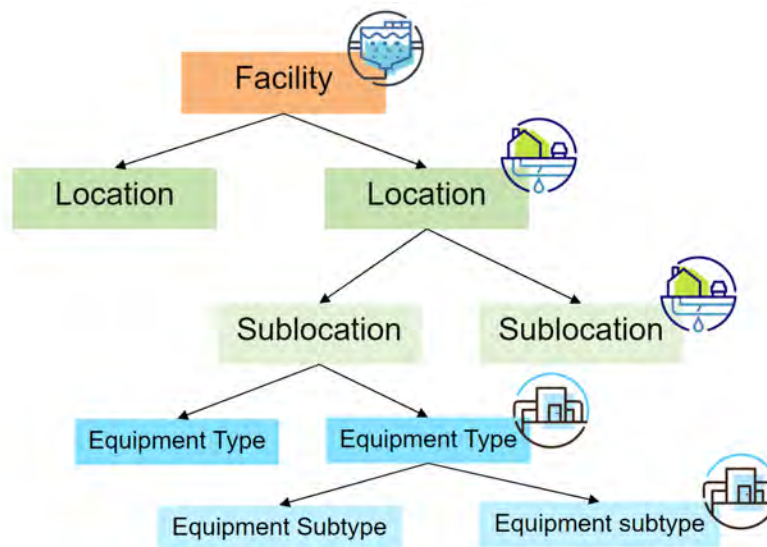 Facility
Location
Location
Sublocation
Sublocation
Equipment Type
Equipment Type
Equipment Subtype
Equipment subtype